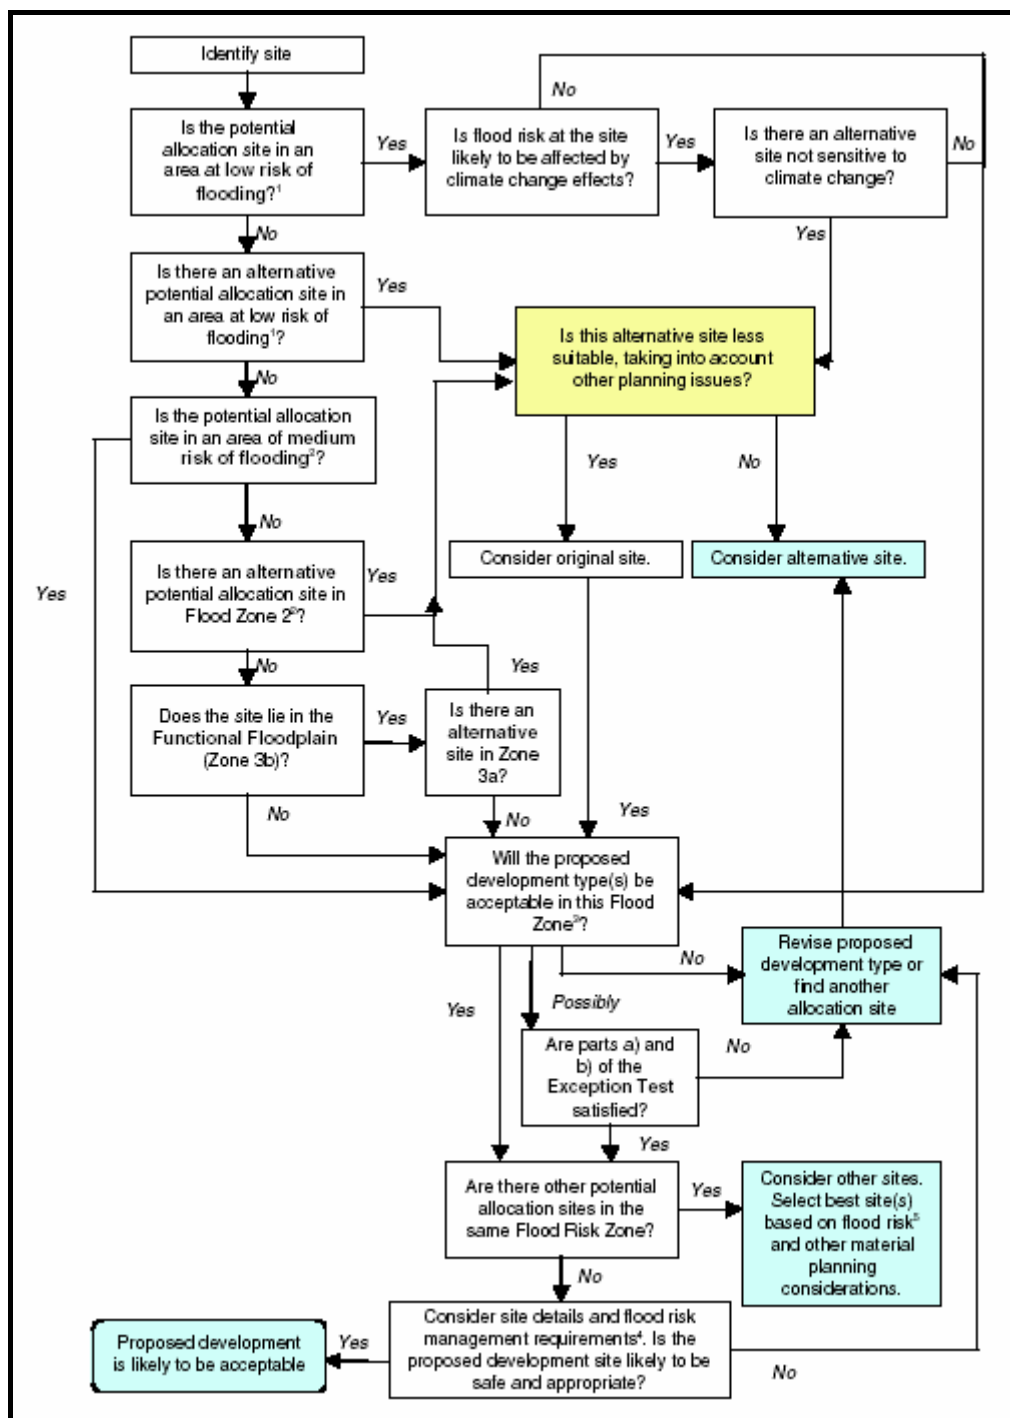 Identify site
Is the potential
allocation site in an
area at low risk of
flooding?¹
Yes
Is flood risk at the site
likely to be affected by
climate change effects?
No
Yes
Is there an alternative
site not sensitive to
climate change?
No
Yes
No
Is there an alternative
potential allocation site in
an area at low risk of
flooding¹?
Yes
Is this alternative site less
suitable, taking into account
other planning issues?
No
Is the potential allocation
site in an area of medium
risk of flooding²?
Yes
No
No
Consider original site.
Consider alternative site.
Yes
Is there an alternative
potential allocation site in
Flood Zone 2²?
Yes
No
Does the site lie in the
Functional Floodplain
(Zone 3b)?
Yes
Is there an
alternative
site in Zone
3a?
Yes
No
No
Yes
Will the proposed
development type(s) be
acceptable in this Flood
Zone³?
No
Revise proposed
development type or
find another
allocation site
Yes
Possibly
Are parts a) and
b) of the
Exception Test
satisfied?
No
Yes
Are there other potential
allocation sites in the
same Flood Risk Zone?
Yes
Consider other sites.
Select best site(s)
based on flood risk⁵
and other material
planning
considerations.
No
Consider site details and flood risk
management requirements⁴. Is the
proposed development site likely to be
safe and appropriate?
No
Yes
Proposed development
is likely to be acceptable